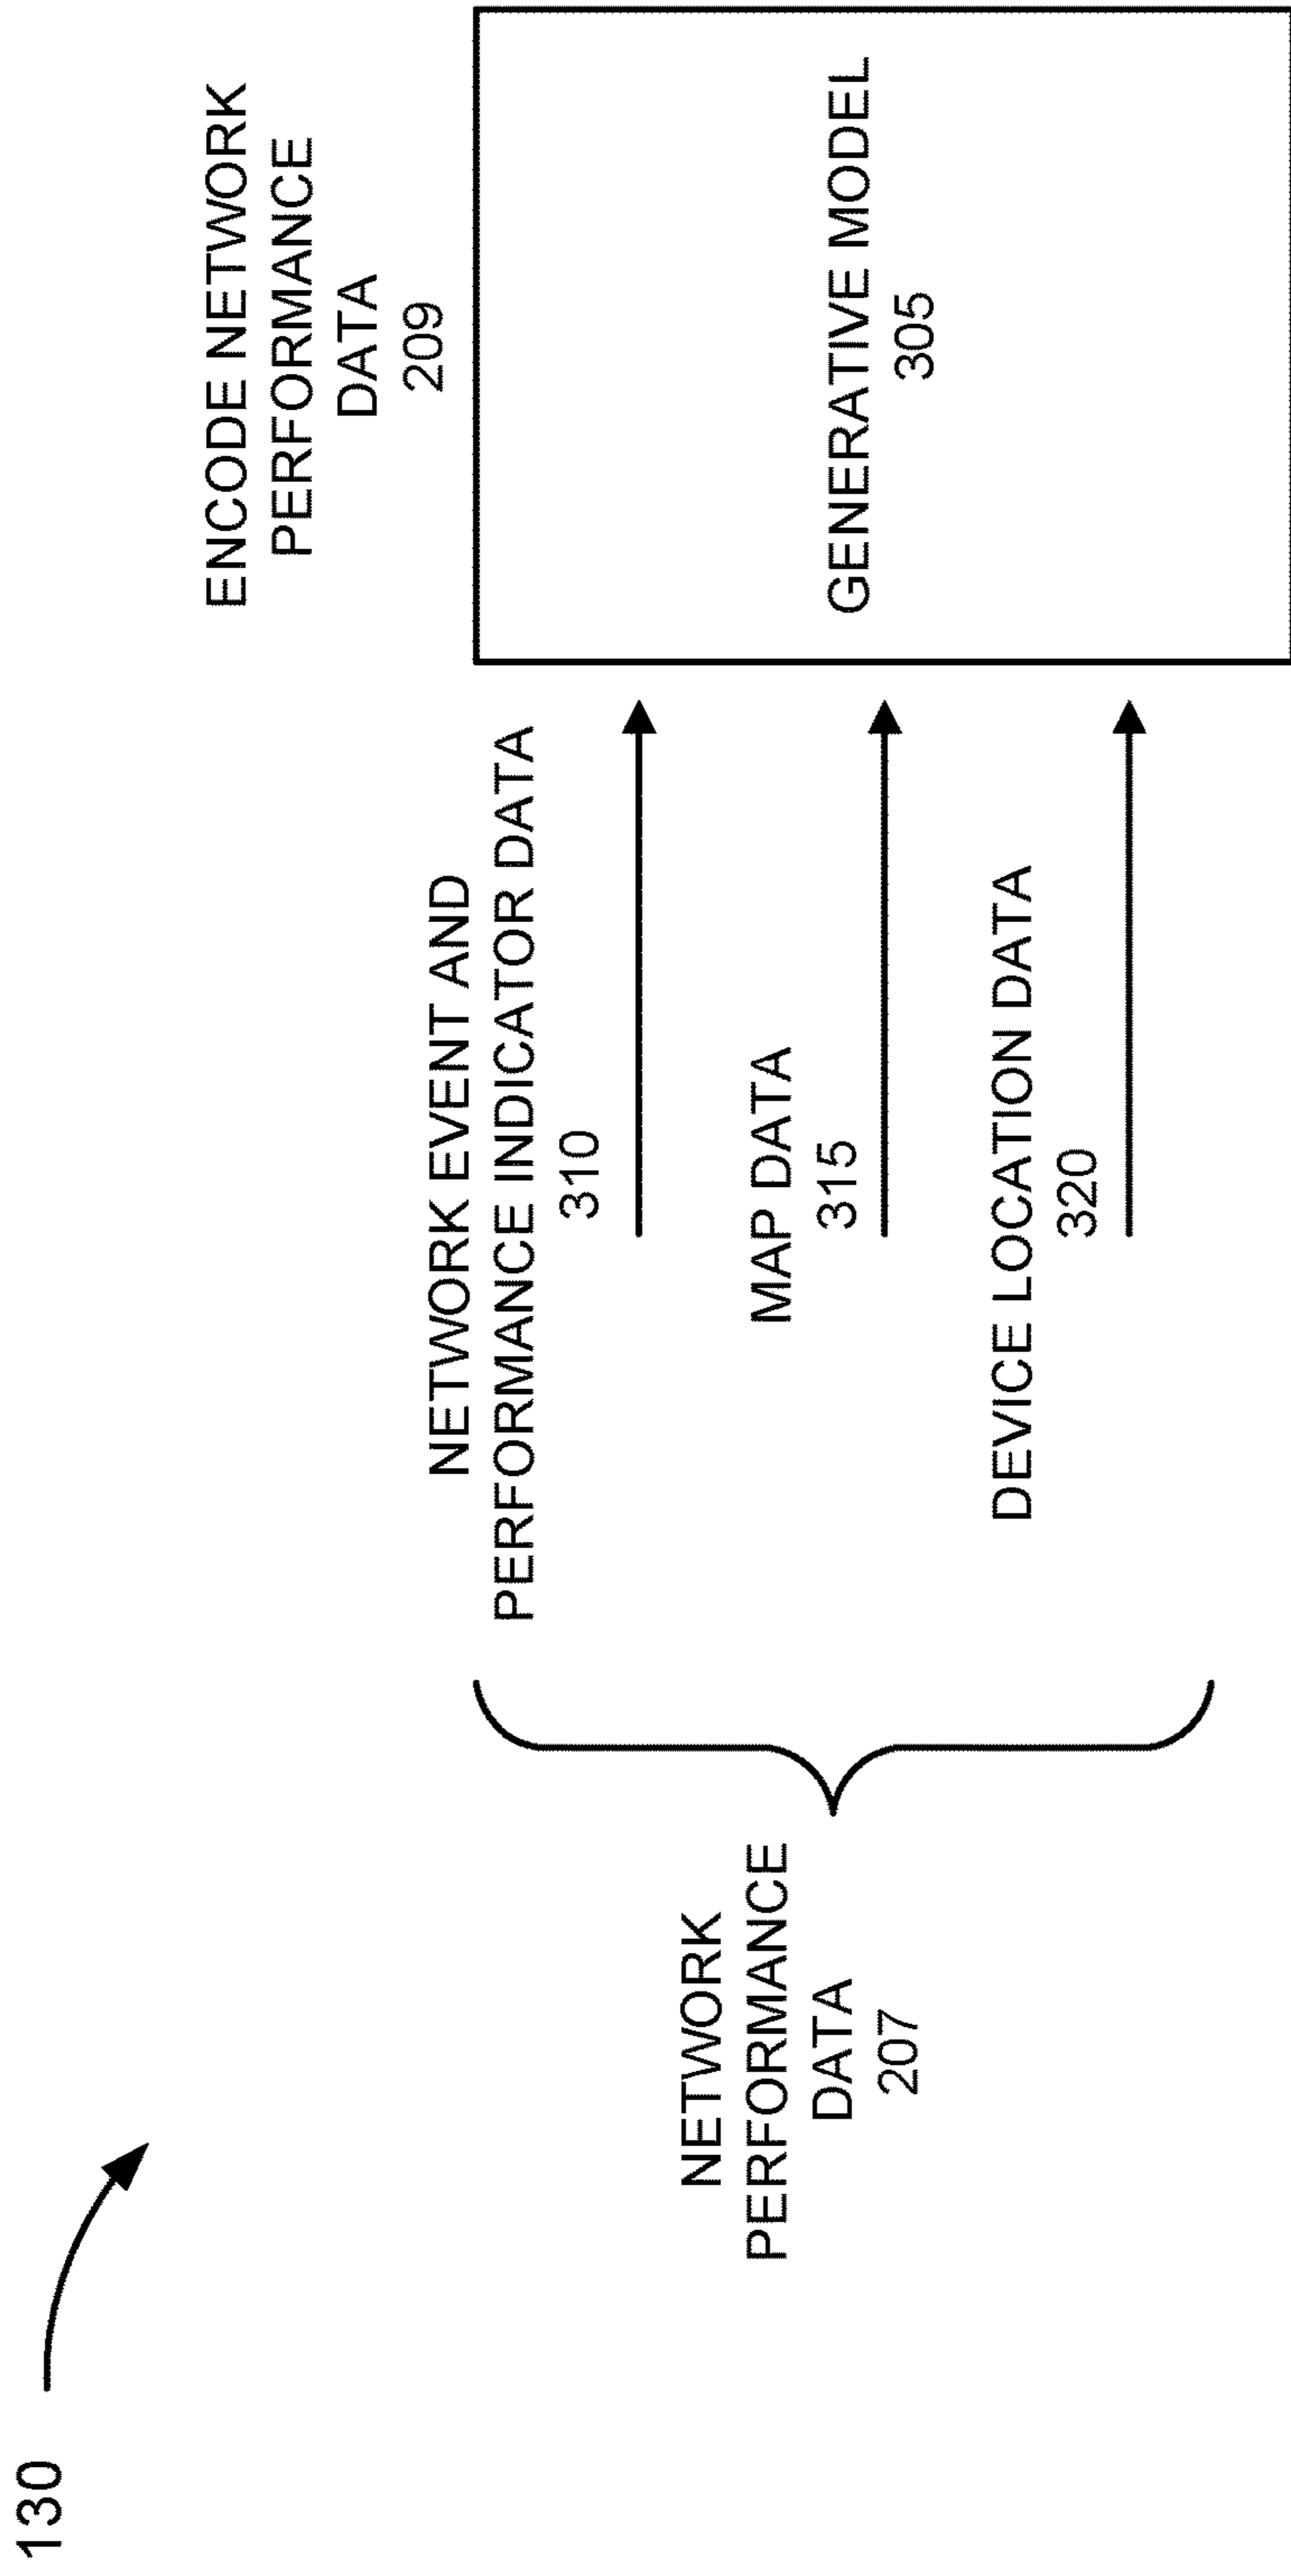 130
NETWORK
PERFORMANCE
DATA
207
NETWORK EVENT AND
PERFORMANCE INDICATOR DATA
310
MAP DATA
315
DEVICE LOCATION DATA
320
ENCODE NETWORK
PERFORMANCE
DATA
209
GENERATIVE MODEL
305